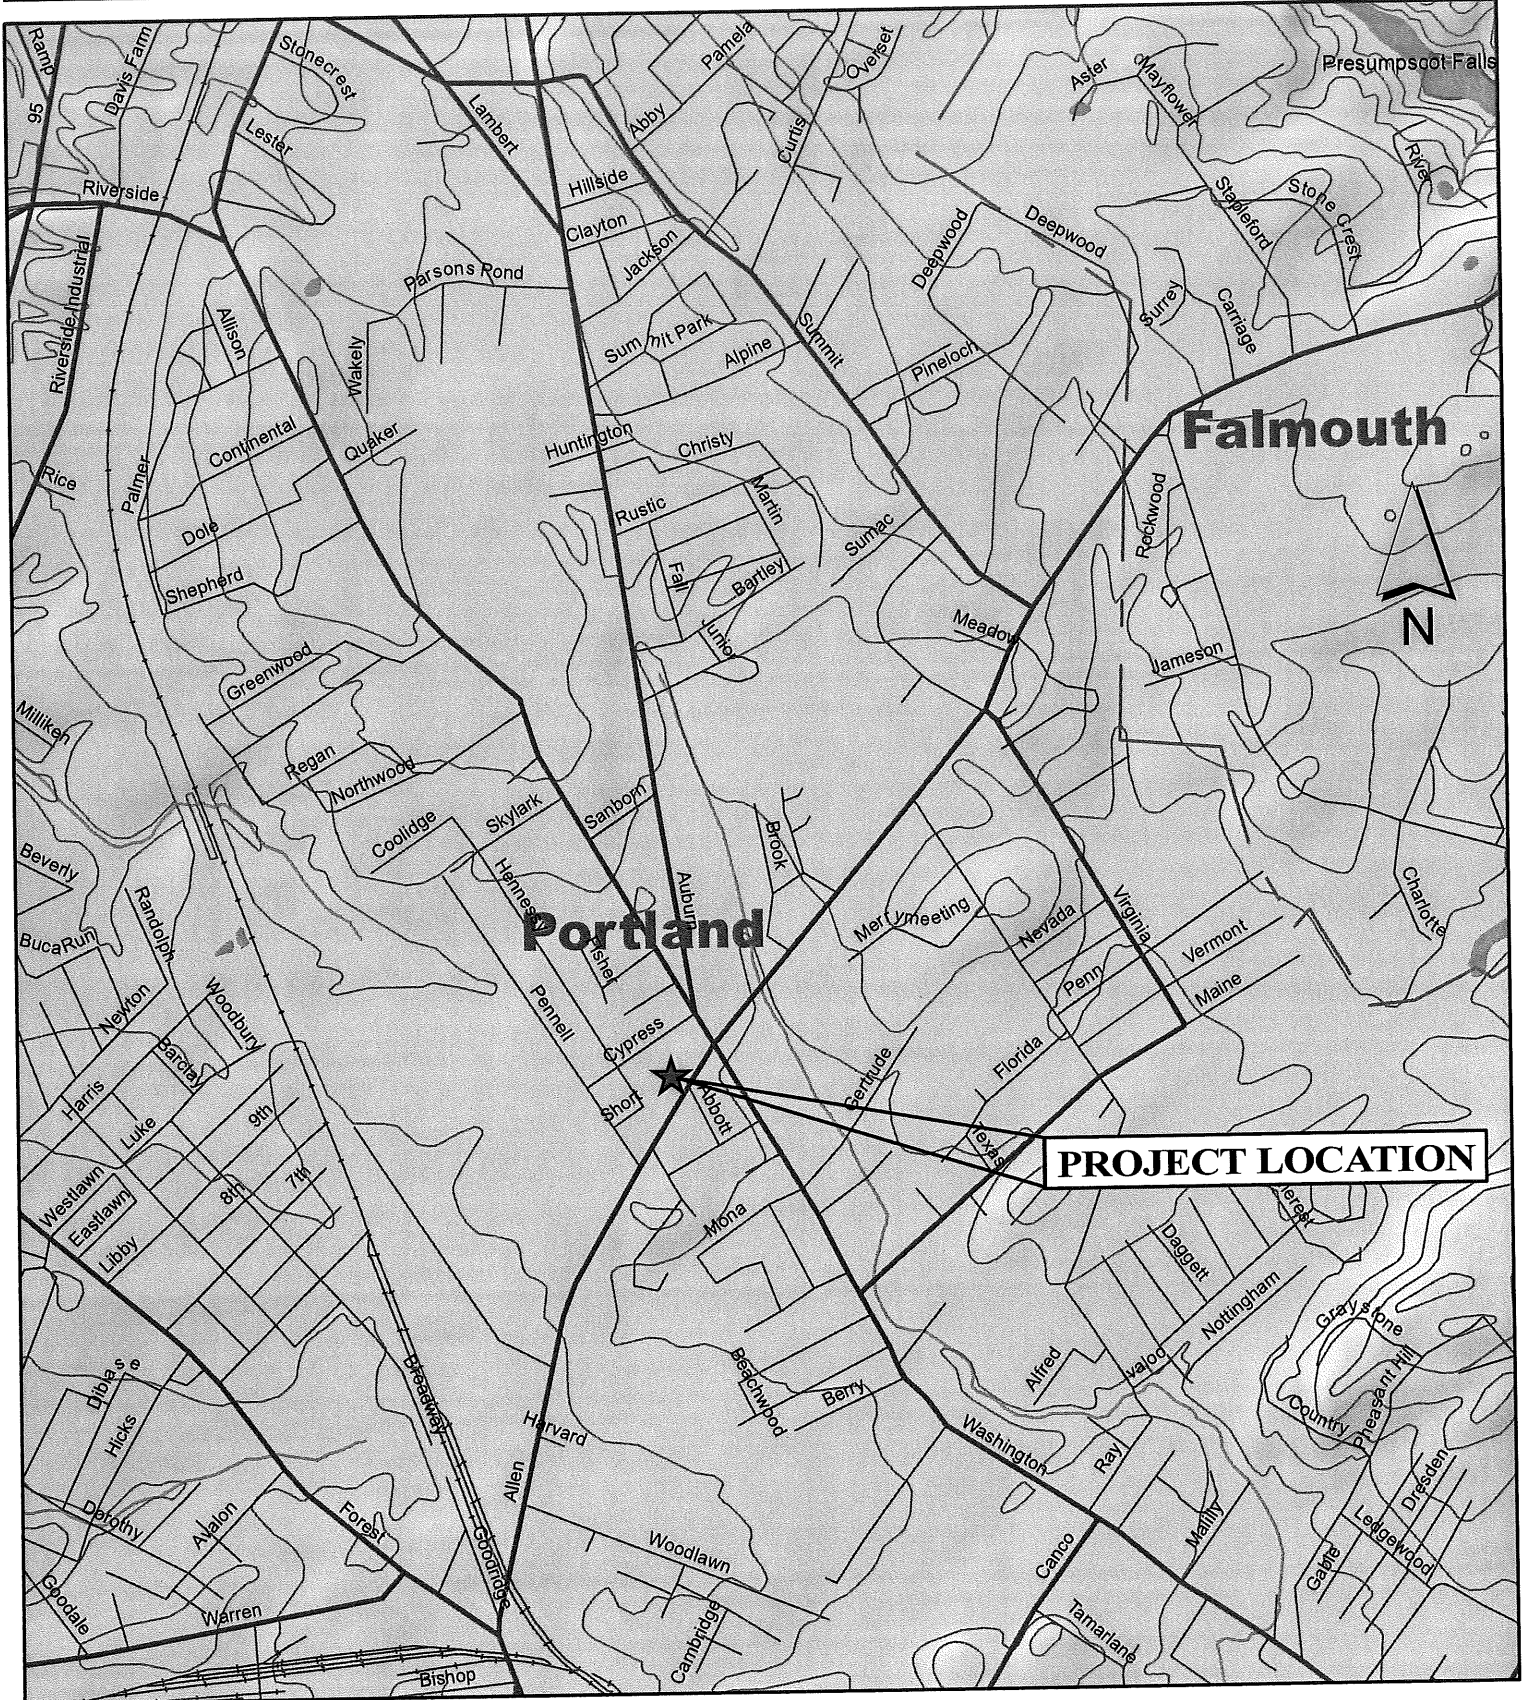 Ramp
95
Davis Farm
Stonecrest
Lester
Lambert
Abby
Pamela
Overset
Curtis
Aster
Mayflower
Presumpscot Falls
River
Riverside
Hillside
Clayton
Jackson
Deepwood
Deepwood
Stapleford
Stone Crest
Riverside Industrial
Parsons Pond
Allison
Wakely
Summit Park
Alpine
Summit
Pineloch
Surrey
Carriage
Falmouth
Continental
Quaker
Huntington
Christy
Rice
Palmer
Rustic
Martin
Sumac
Rockwood
Dole
Shepherd
Fall
Bartley
Junior
Meadow
N
Jameson
Greenwood
Milliken
Regan
Northwood
Coolidge
Skylark
Sanborn
Brook
Beverly
Randolph
Auburn
Merrymeeting
Nevada
Virginia
Vermont
Charlotte
Portland
Fisher
BucaRun
Newton
Woodbury
Pennell
Penn
Maine
Cypress
Barclay
Harris
Luke
9th
Short
Abbott
Gertrude
Florida
Texas
PROJECT LOCATION
Westlawn
Eastlawn
Libby
8th
7th
Mona
Daggett
Nottingham
Graystone
Pheasant Hill
Country
Dibiase
Hicks
Broadway
Beachwood
Berry
Alfred
Harvard
Allen
Washington
Ray
Dresden
Ledgewood
Gable
Dorothy
Avalon
Forest
Goodridge
Woodlawn
Canco
Goodale
Warren
Cambridge
Tamarlane
Bishop